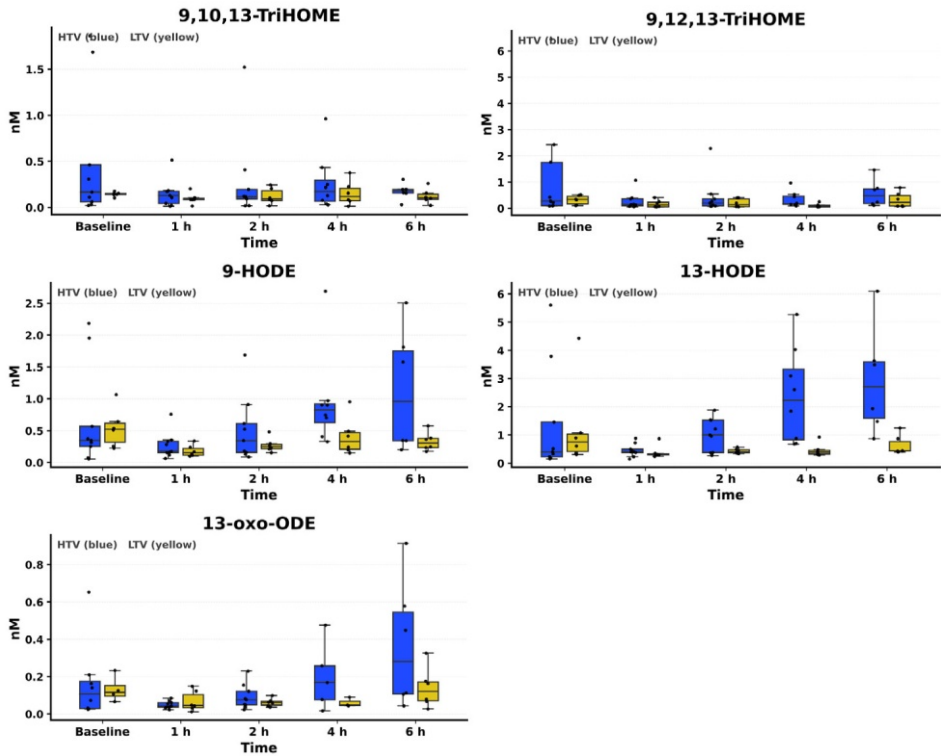 9,10,13-TriHOME
HTV (blue) LTV (yellow)
nM
1.5
1.0
0.5
0.0
Baseline 1 h 2 h 4 h 6 h
Time
9,12,13-TriHOME
HTV (blue) LTV (yellow)
nM
6
5
4
3
2
1
0
Baseline 1 h 2 h 4 h 6 h
Time
9-HODE
HTV (blue) LTV (yellow)
nM
2.5
2.0
1.5
1.0
0.5
0.0
Baseline 1 h 2 h 4 h 6 h
Time
13-HODE
HTV (blue) LTV (yellow)
nM
6
5
4
3
2
1
0
Baseline 1 h 2 h 4 h 6 h
Time
13-oxo-ODE
HTV (blue) LTV (yellow)
nM
0.8
0.6
0.4
0.2
0.0
Baseline 1 h 2 h 4 h 6 h
Time